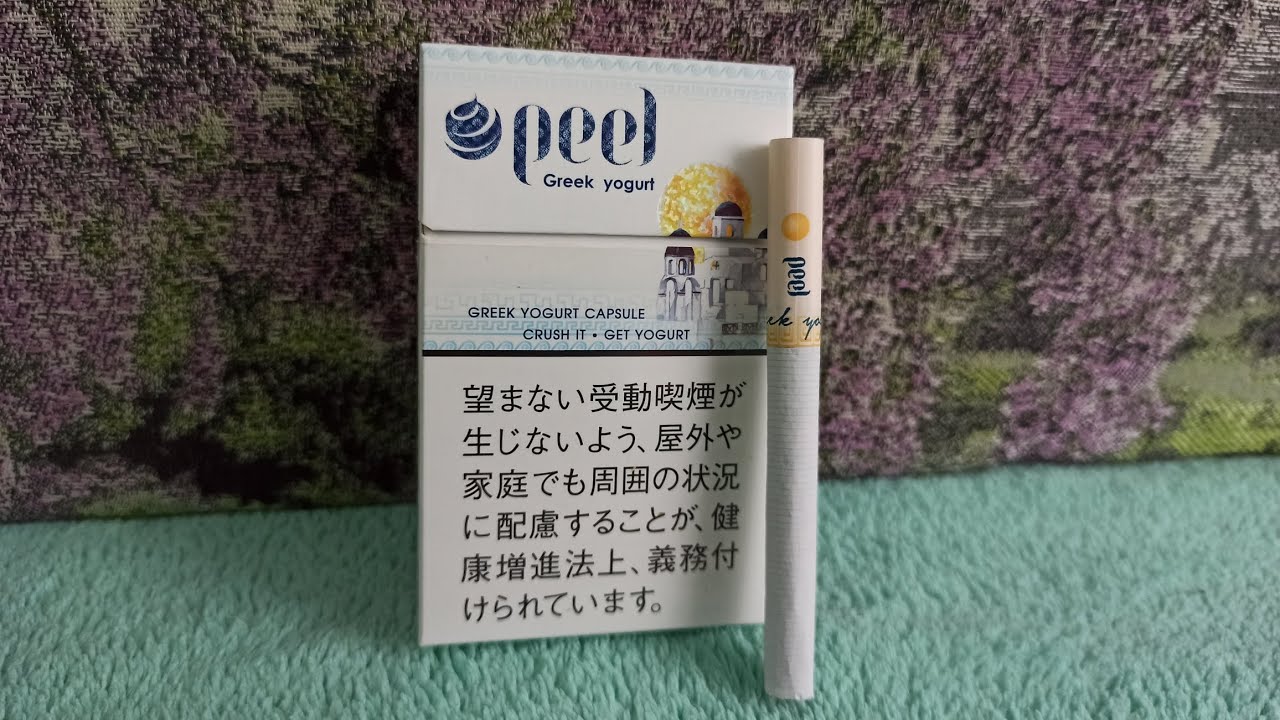 peel
Greek yogurt
GREEK YOGURT CAPSULE
CRUSH IT • GET YOGURT
望まない受動喫煙が
生じないよう、屋外や
家庭でも周囲の状況
に配慮することが、健
康増進法上、義務付
けられています。
peel
ek yo